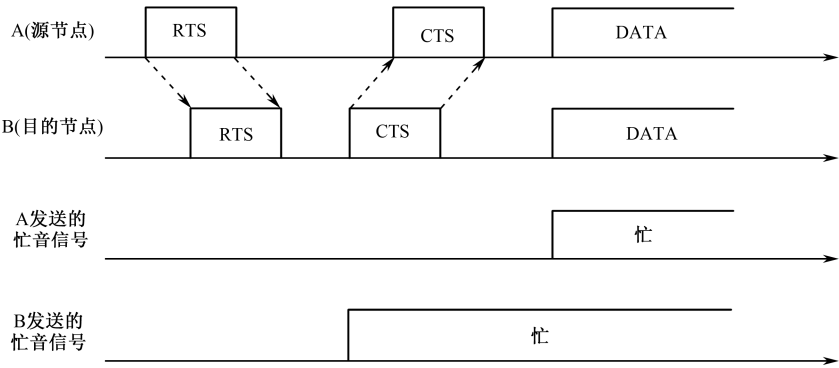 A(源节点) RTS CTS DATA
B(目的节点) RTS CTS DATA
A发送的
忙音信号
忙
B发送的
忙音信号
忙